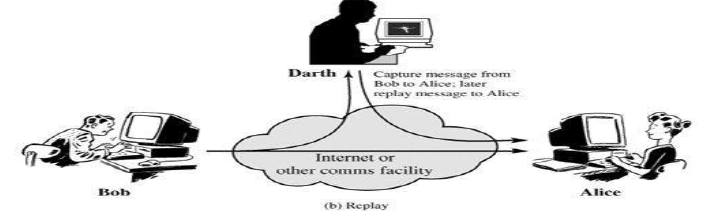 Darth
Capture message from
Bob to Alice; later
replay message to Alice
Internet or
other comms facility
Bob
Alice
(b) Replay